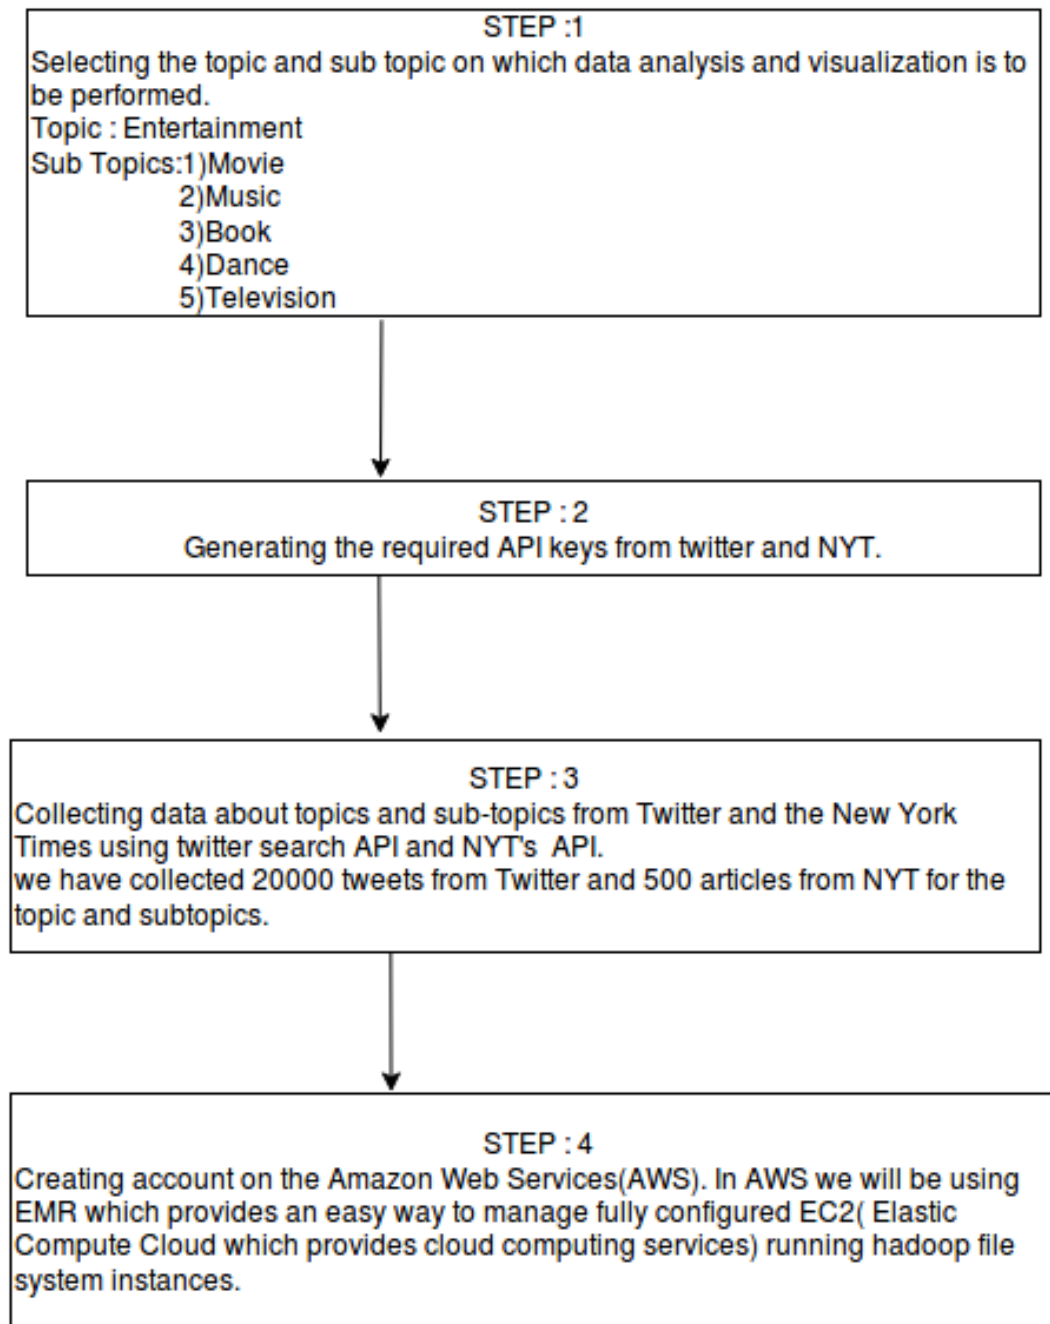 STEP :1
Selecting the topic and sub topic on which data analysis and visualization is to
be performed.
Topic : Entertainment
Sub Topics:1)Movie
2)Music
3)Book
4)Dance
5)Television
STEP : 2
Generating the required API keys from twitter and NYT.
STEP : 3
Collecting data about topics and sub-topics from Twitter and the New York
Times using twitter search API and NYT's  API.
we have collected 20000 tweets from Twitter and 500 articles from NYT for the
topic and subtopics.
STEP : 4
Creating account on the Amazon Web Services(AWS). In AWS we will be using
EMR which provides an easy way to manage fully configured EC2( Elastic
Compute Cloud which provides cloud computing services) running hadoop file
system instances.